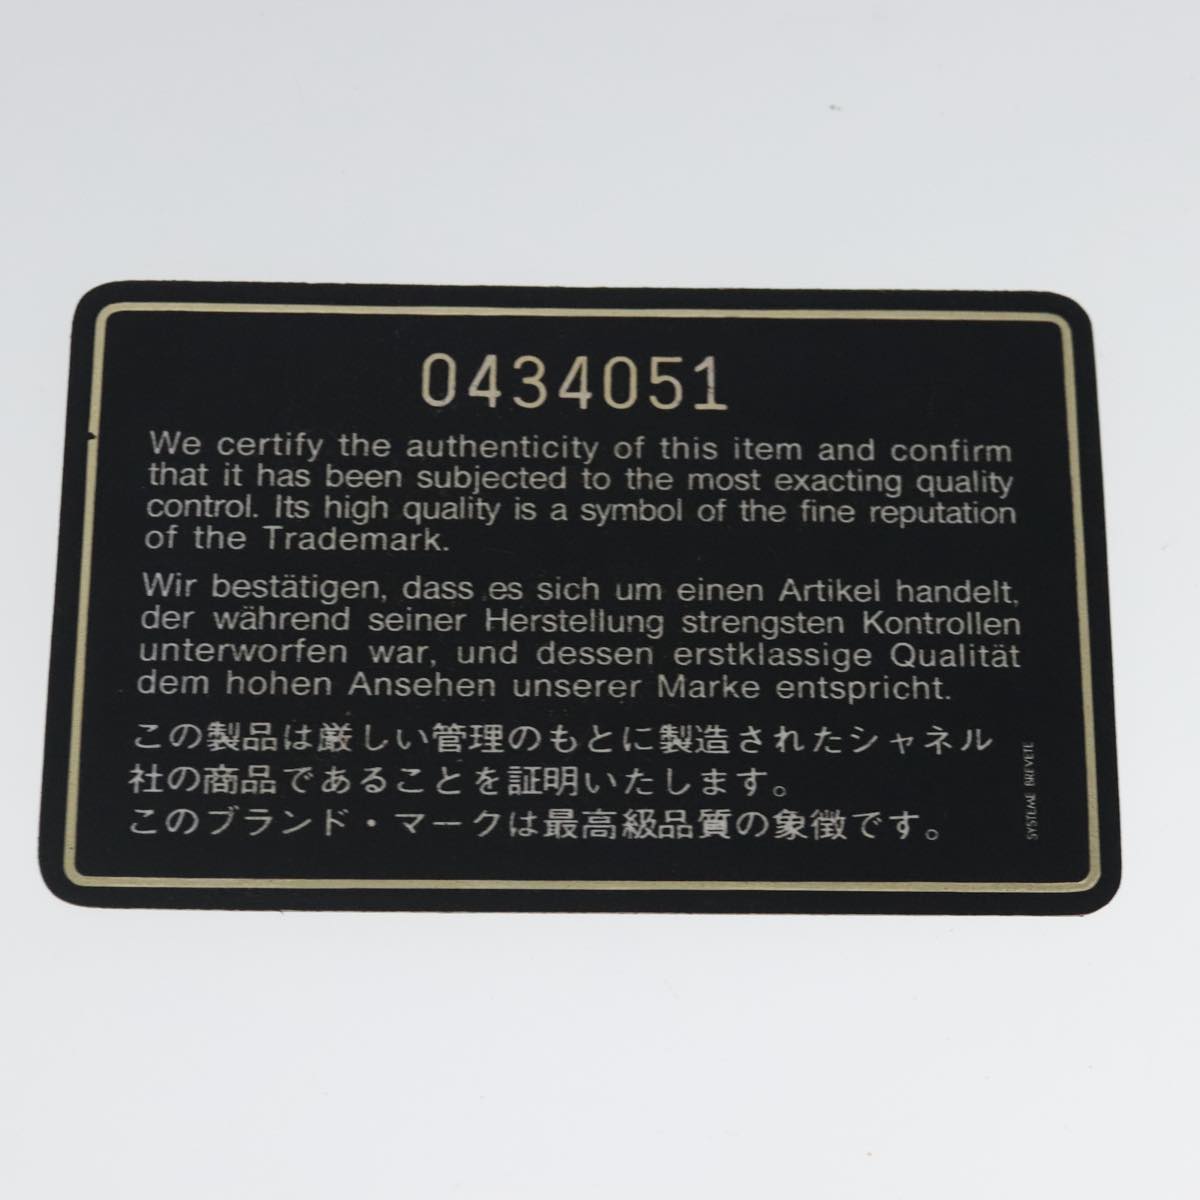 0434051
We certify the authenticity of this item and confirm
that it has been subjected to the most exacting quality
control. Its high quality is a symbol of the fine reputation
of the Trademark.
Wir bestätigen, dass es sich um einen Artikel handelt,
der während seiner Herstellung strengsten Kontrollen
unterworfen war, und dessen erstklassige Qualität
dem hohen Ansehen unserer Marke entspricht.
この製品は厳しい管理のもとに製造されたシャネル
社の商品であることを証明いたします。
このブランド・マークは最高級品質の象徴です。
SYSTEME BREVETE